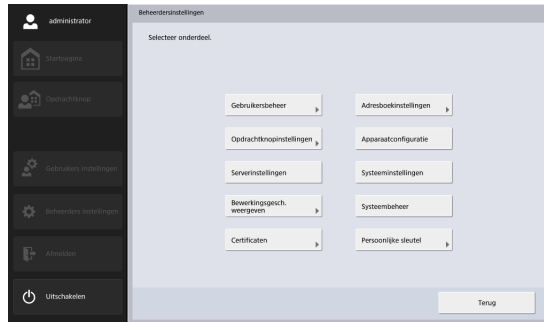 administrator
Startpagina
Opdrachtknop
Gebruikers instellingen
Beheerders instellingen
Afmelden
Uitschakelen
Beheerdersinstellingen
Selecteer onderdeel.
Gebruikersbeheer
Adresboekinstellingen
Opdrachtknopinstellingen
Apparaatconfiguratie
Serverinstellingen
Systeeminstellingen
Bewerkingsgesch.
weergeven
Systeembeheer
Certificaten
Persoonlijke sleutel
Terug